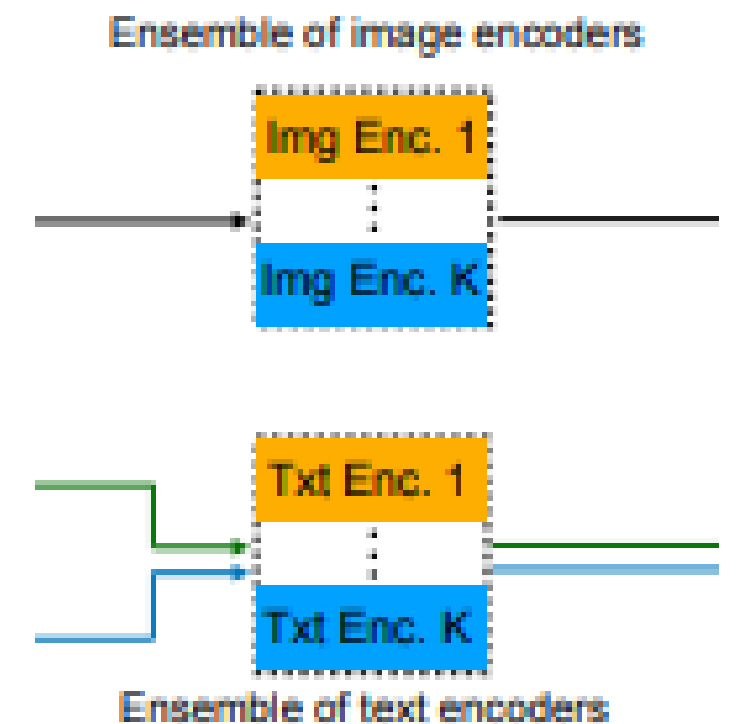 Ensemble of image encoders
Img Enc. 1
Img Enc. K
Txt Enc. 1
Txt Enc. K
Ensemble of text encoders